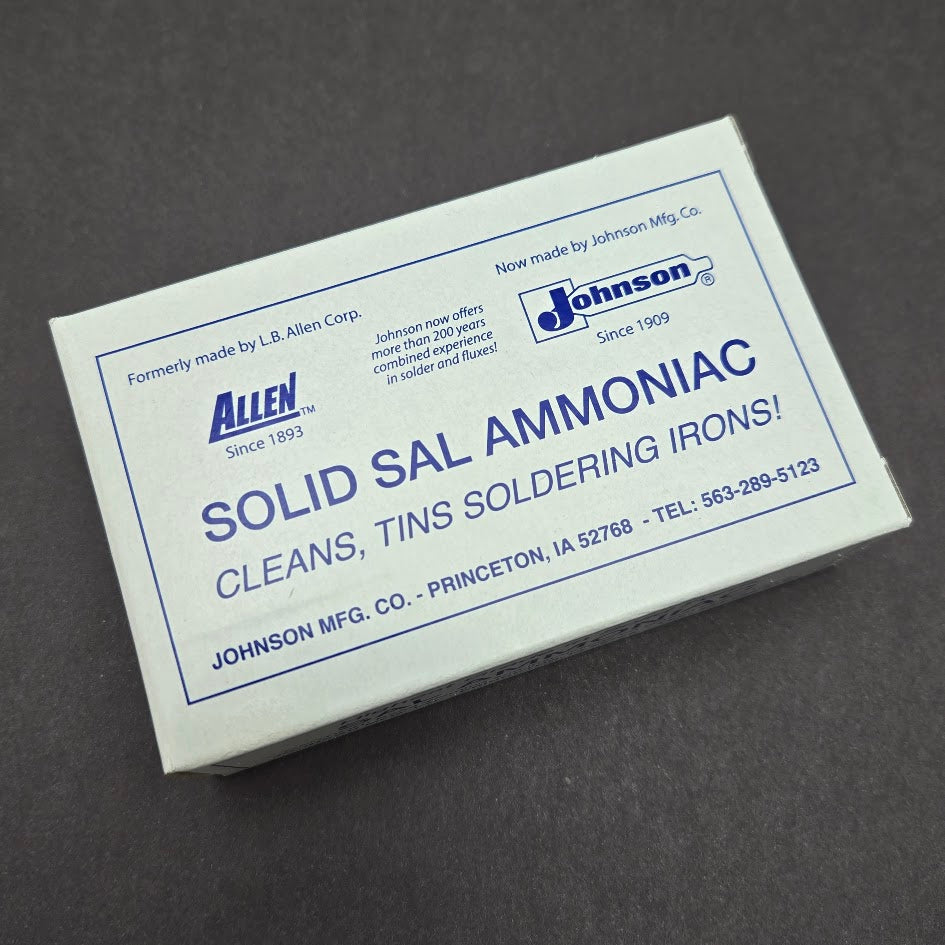 Formerly made by L.B. Allen Corp.
ALLEN™
Since 1893
Johnson now offers
more than 200 years
combined experience
in solder and fluxes!
Now made by Johnson Mfg. Co.
Johnson®
Since 1909
SOLID SAL AMMONIAC
CLEANS, TINS SOLDERING IRONS!
JOHNSON MFG. CO. - PRINCETON, IA 52768 - TEL: 563-289-5123